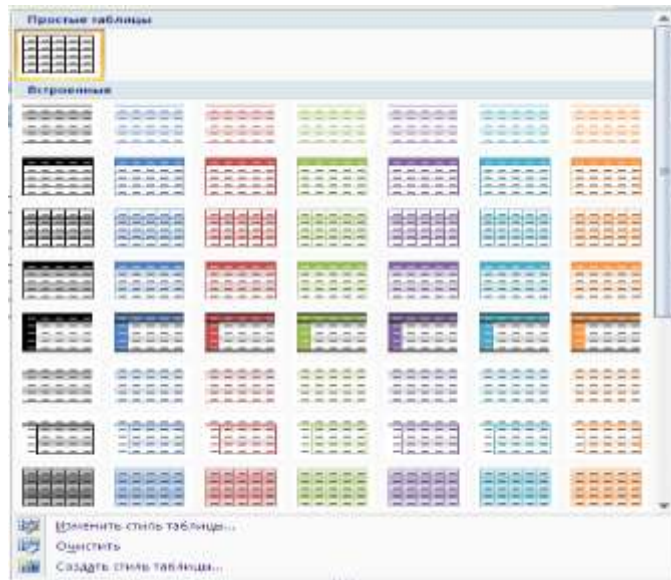 Простые таблицы
Встроенные
Изменить стиль таблицы...
Очистить
Создать стиль таблицы...